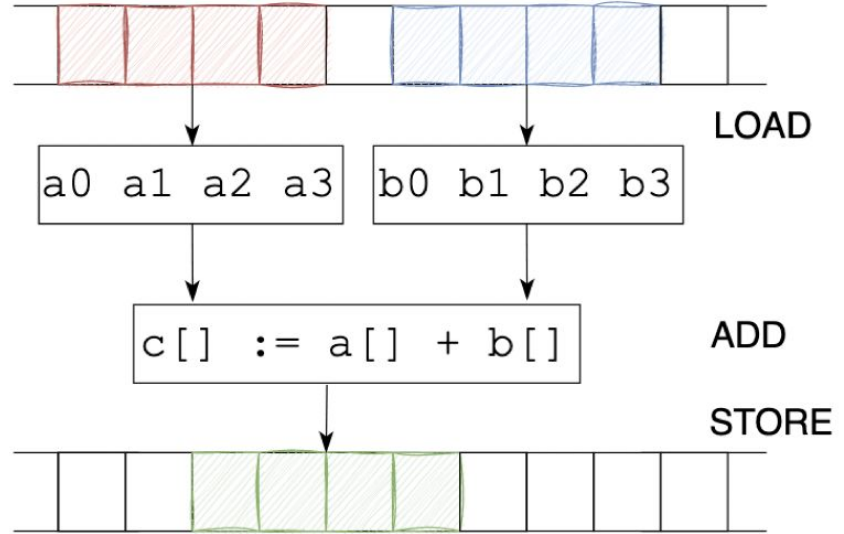 LOAD
a0 a1 a2 a3
b0 b1 b2 b3
c[] := a[] + b[]
ADD
STORE